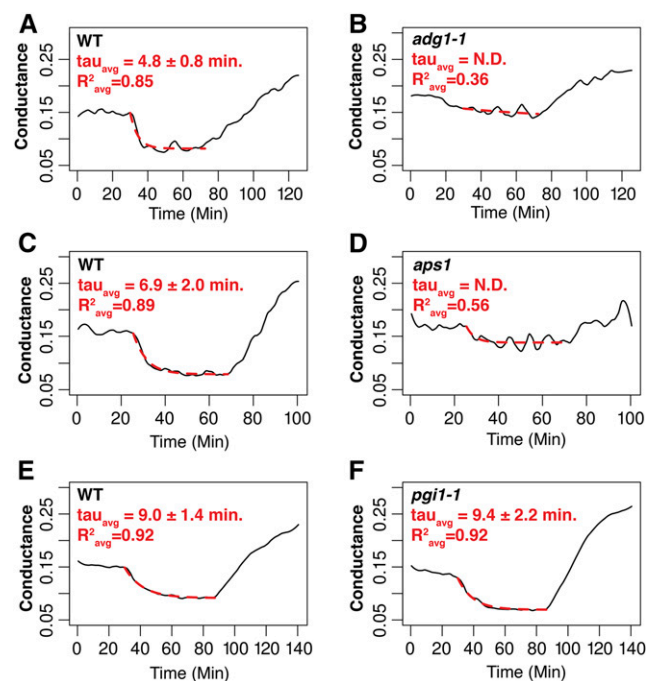 A
WT
tau avg = 4.8 ± 0.8 min.
R² avg =0.85
Conductance
0.05 0.15 0.25
0 20 40 60 80 100 120
Time (Min)
B
adg1-1
tau avg = N.D.
R² avg =0.36
Conductance
0.05 0.15 0.25
0 20 40 60 80 100 120
Time (Min)
C
WT
tau avg = 6.9 ± 2.0 min.
R² avg =0.89
Conductance
0.05 0.15 0.25
0 20 40 60 80 100
Time (Min)
D
aps1
tau avg = N.D.
R² avg =0.56
Conductance
0.05 0.15 0.25
0 20 40 60 80 100
Time (Min)
E
WT
tau avg = 9.0 ± 1.4 min.
R² avg =0.92
Conductance
0.05 0.15 0.25
0 20 40 60 80 100 120 140
Time (Min)
F
pgi1-1
tau avg = 9.4 ± 2.2 min.
R² avg =0.92
Conductance
0.05 0.15 0.25
0 20 40 60 80 100 120 140
Time (Min)